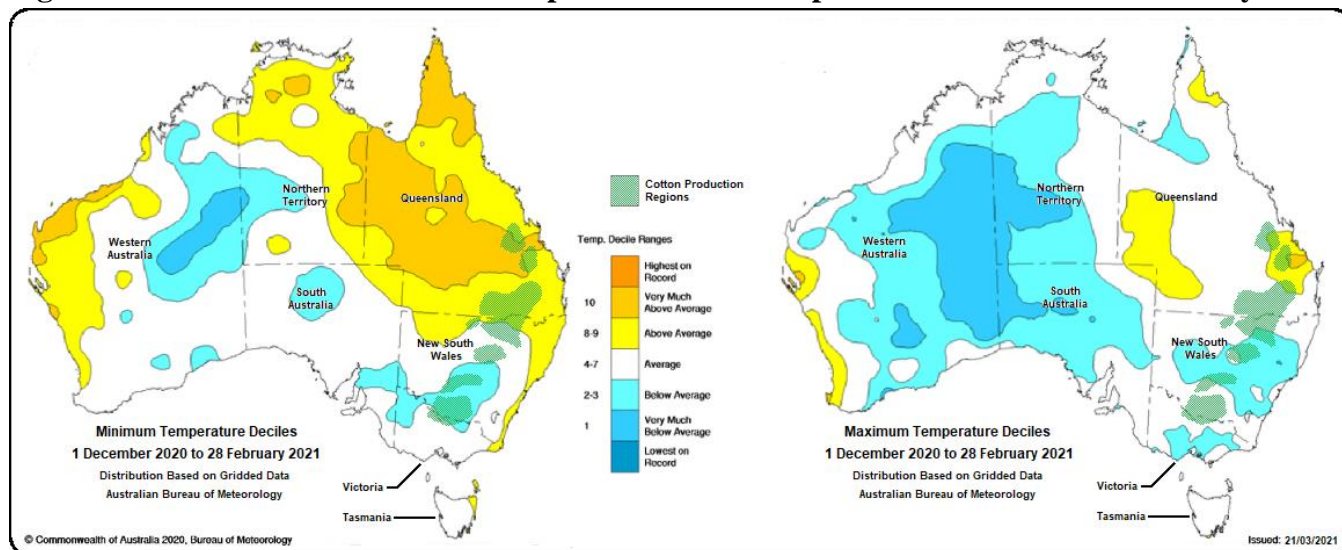 Northern
Territory
Queensland
Western
Australia
South
Australia
New South
Wales
Minimum Temperature Deciles
1 December 2020 to 28 February 2021
Distribution Based on Gridded Data
Australian Bureau of Meteorology
Victoria
Tasmania
© Commonwealth of Australia 2020, Bureau of Meteorology
Cotton Production
Regions
Temp. Decile Ranges
Highest on
Record
10 Very Much
Above Average
8-9 Above Average
4-7 Average
2-3 Below Average
1 Very Much
Below Average
Lowest on
Record
Northern
Territory
Queensland
Western
Australia
South
Australia
New South
Wales
Maximum Temperature Deciles
1 December 2020 to 28 February 2021
Distribution Based on Gridded Data
Australian Bureau of Meteorology
Victoria
Tasmania
Issued: 21/03/2021